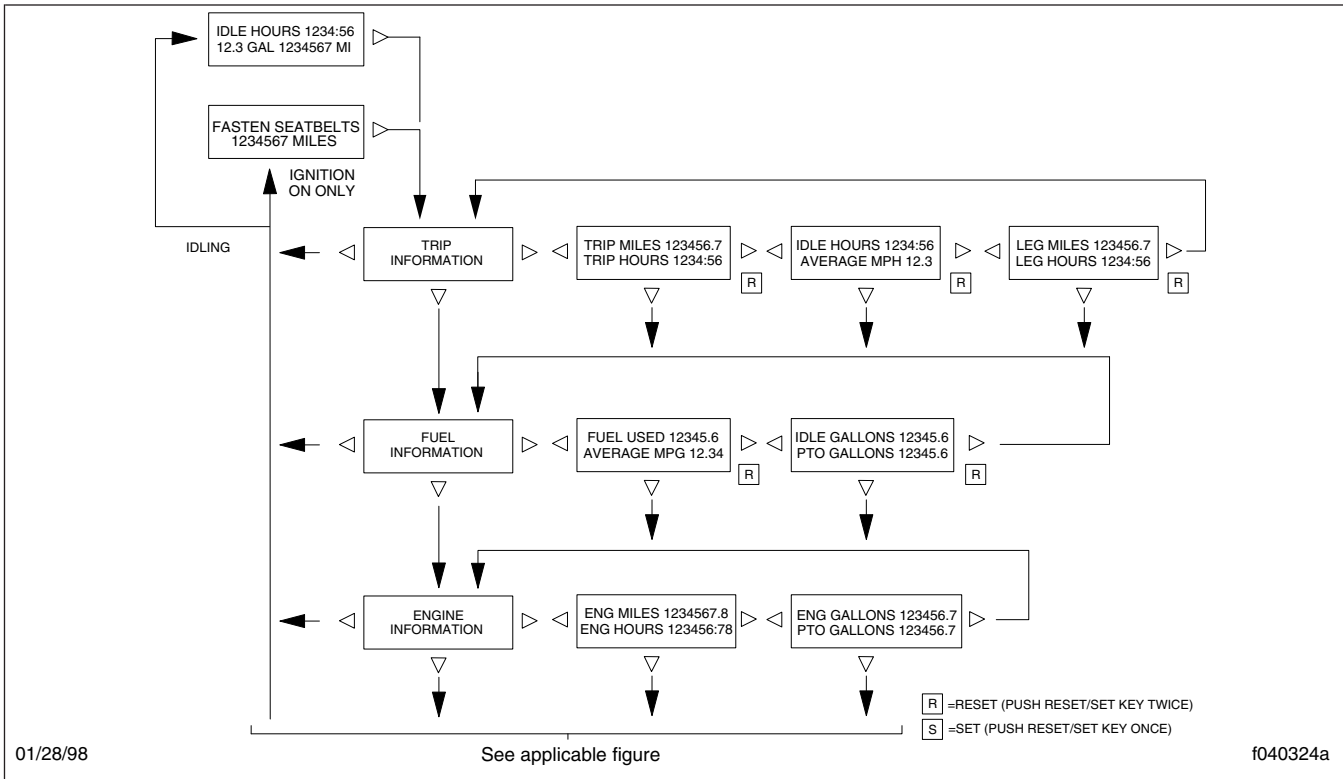 IDLE HOURS 1234:56
12.3 GAL 1234567 MI
FASTEN SEATBELTS
1234567 MILES
IGNITION
ON ONLY
IDLING
TRIP
INFORMATION
TRIP MILES 123456.7
TRIP HOURS 1234:56
R
IDLE HOURS 1234:56
AVERAGE MPH 12.3
R
LEG MILES 123456.7
LEG HOURS 1234:56
R
FUEL
INFORMATION
FUEL USED 12345.6
AVERAGE MPG 12.34
R
IDLE GALLONS 12345.6
PTO GALLONS 12345.6
R
ENGINE
INFORMATION
ENG MILES 1234567.8
ENG HOURS 123456:78
ENG GALLONS 123456.7
PTO GALLONS 123456.7
R =RESET (PUSH RESET/SET KEY TWICE)
S =SET (PUSH RESET/SET KEY ONCE)
01/28/98
See applicable figure
f040324a